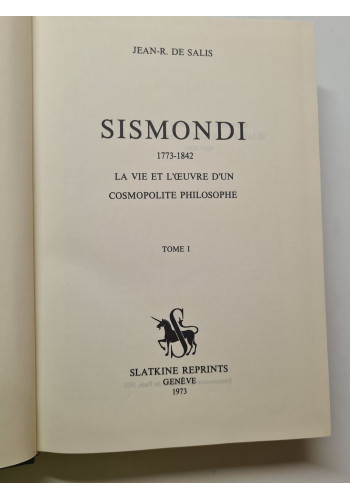 JEAN-R. DE SALIS
SISMONDI
1773-1842
LA VIE ET L'ŒUVRE D'UN
COSMOPOLITE PHILOSOPHE
TOME I
S
SLATKINE REPRINTS
GENÈVE
1973